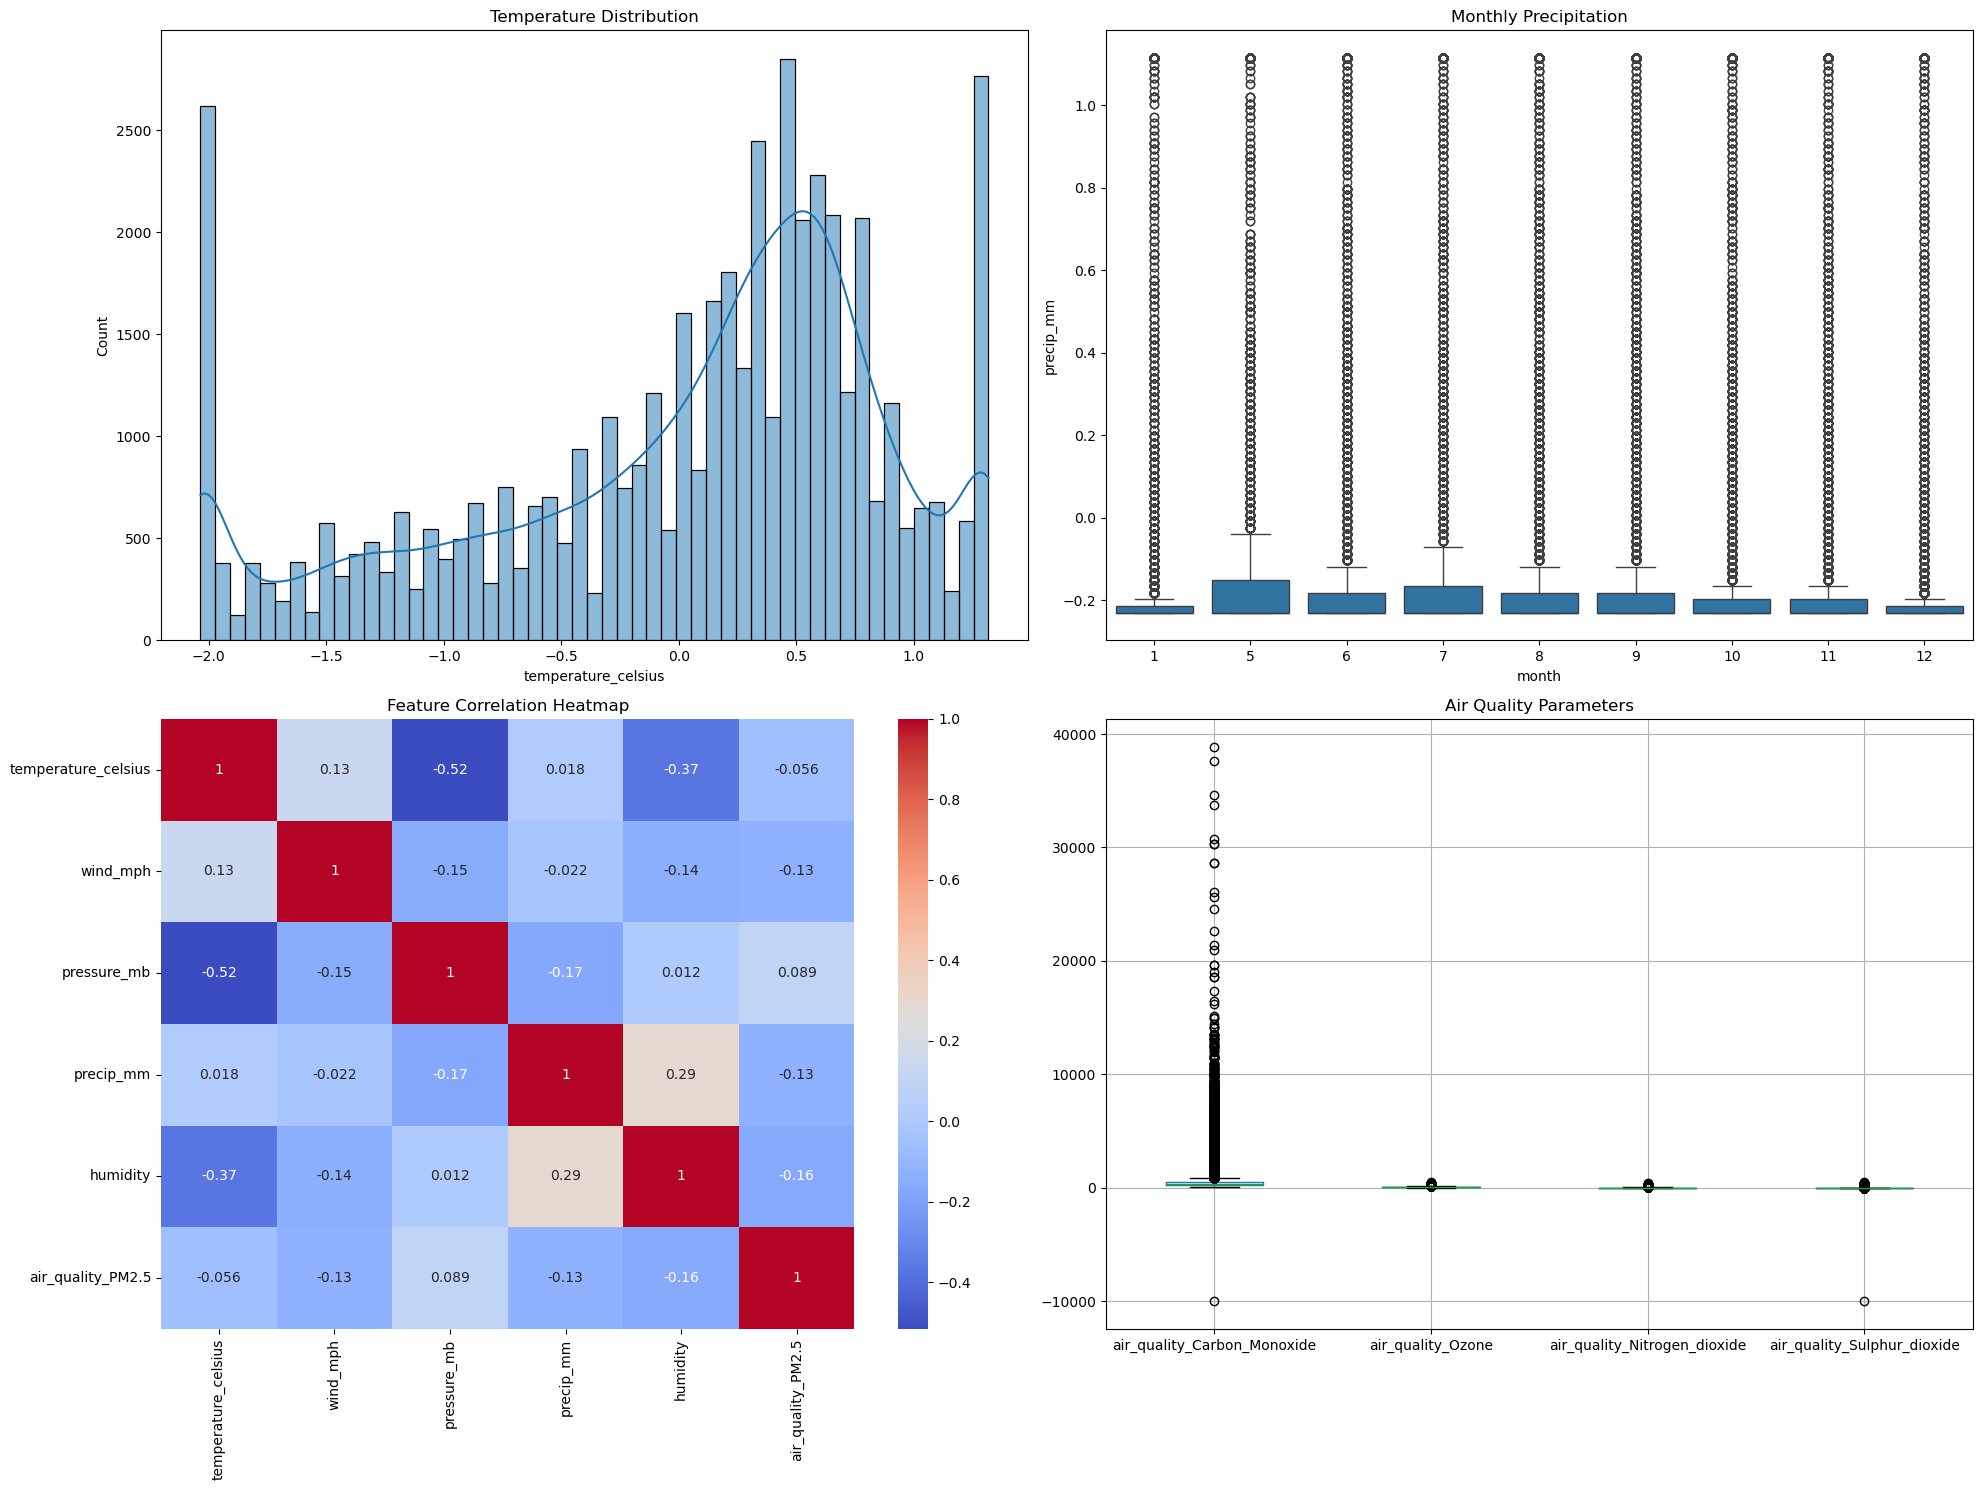 Temperature Distribution
2500
2000
1500
1000
500
0
Count
−2.0 −1.5 −1.0 −0.5 0.0 0.5 1.0
temperature_celsius
Monthly Precipitation
1.0
0.8
0.6
0.4
0.2
0.0
−0.2
precip_mm
1 5 6 7 8 9 10 11 12
month
Feature Correlation Heatmap
temperature_celsius 1 0.13 -0.52 0.018 -0.37 -0.056
wind_mph 0.13 1 -0.15 -0.022 -0.14 -0.13
pressure_mb -0.52 -0.15 1 -0.17 0.012 0.089
precip_mm 0.018 -0.022 -0.17 1 0.29 -0.13
humidity -0.37 -0.14 0.012 0.29 1 -0.16
air_quality_PM2.5 -0.056 -0.13 0.089 -0.13 -0.16 1
temperature_celsius
wind_mph
pressure_mb
precip_mm
humidity
air_quality_PM2.5
1.0
0.8
0.6
0.4
0.2
0.0
−0.2
−0.4
Air Quality Parameters
40000
30000
20000
10000
0
−10000
air_quality_Carbon_Monoxide air_quality_Ozone air_quality_Nitrogen_dioxide air_quality_Sulphur_dioxide